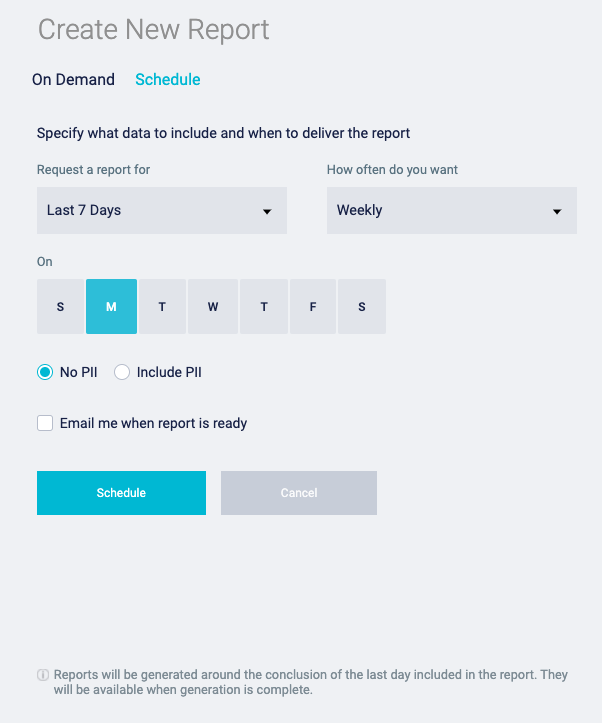 Create New Report
On Demand Schedule
Specify what data to include and when to deliver the report
Request a report for How often do you want
Last 7 Days Weekly
On
S M T W T F S
No PII Include PII
Email me when report is ready
Schedule Cancel
Reports will be generated around the conclusion of the last day included in the report. They
will be available when generation is complete.